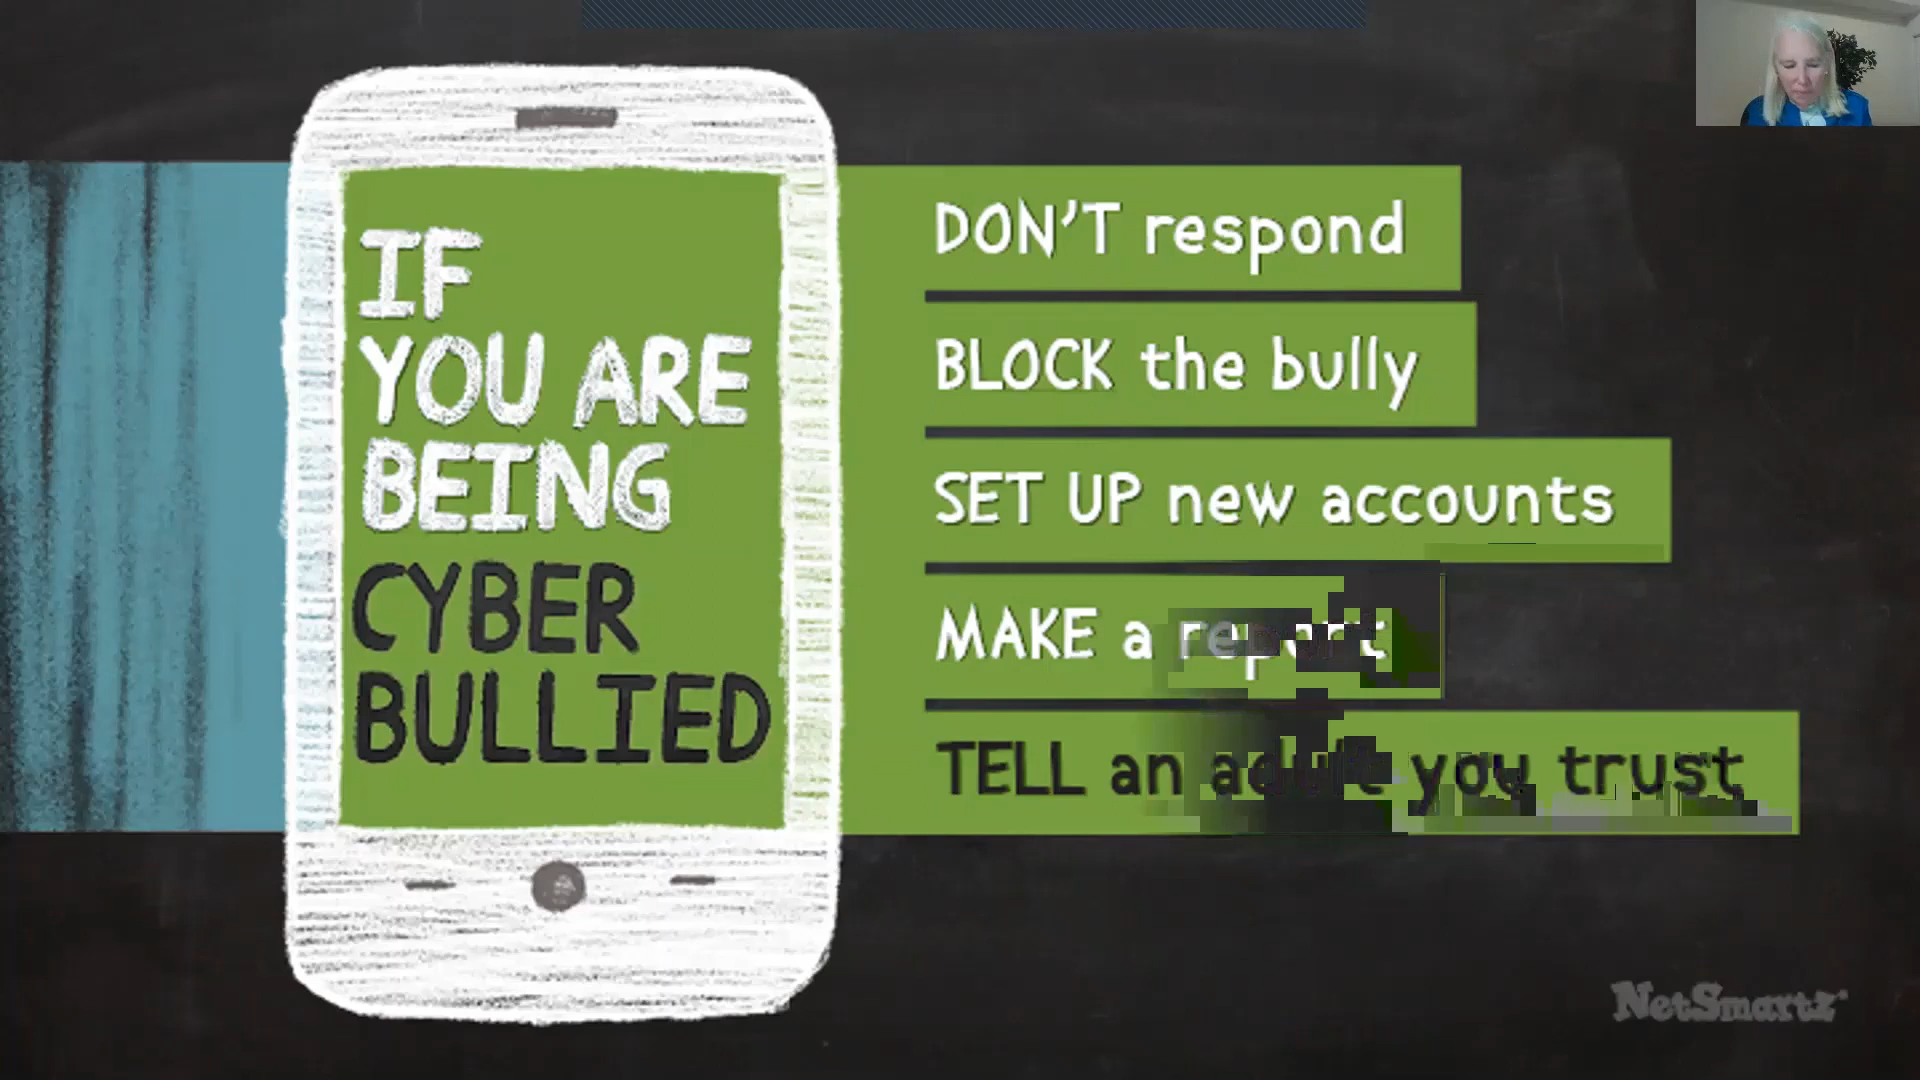 IF
YOU ARE
BEING
CYBER
BULLIED
DON'T respond
BLOCK the bully
SET UP new accounts
MAKE a report
TELL an adult you trust
NetSmartz®